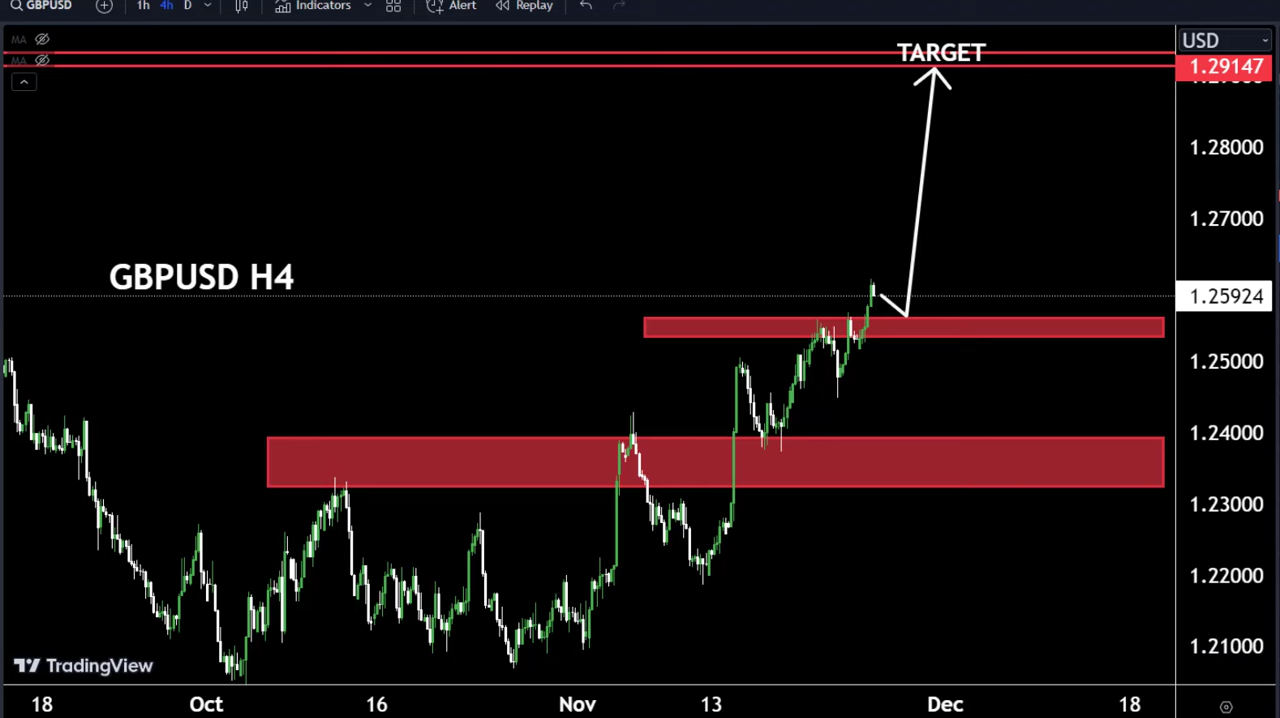 GBPUSD 1h 4h D Indicators Alert Replay
MA
MA
TARGET
USD
1.29147
1.28000
1.27000
GBPUSD H4
1.25924
1.25000
1.24000
1.23000
1.22000
1.21000
TradingView
18 Oct 16 Nov 13 Dec 18